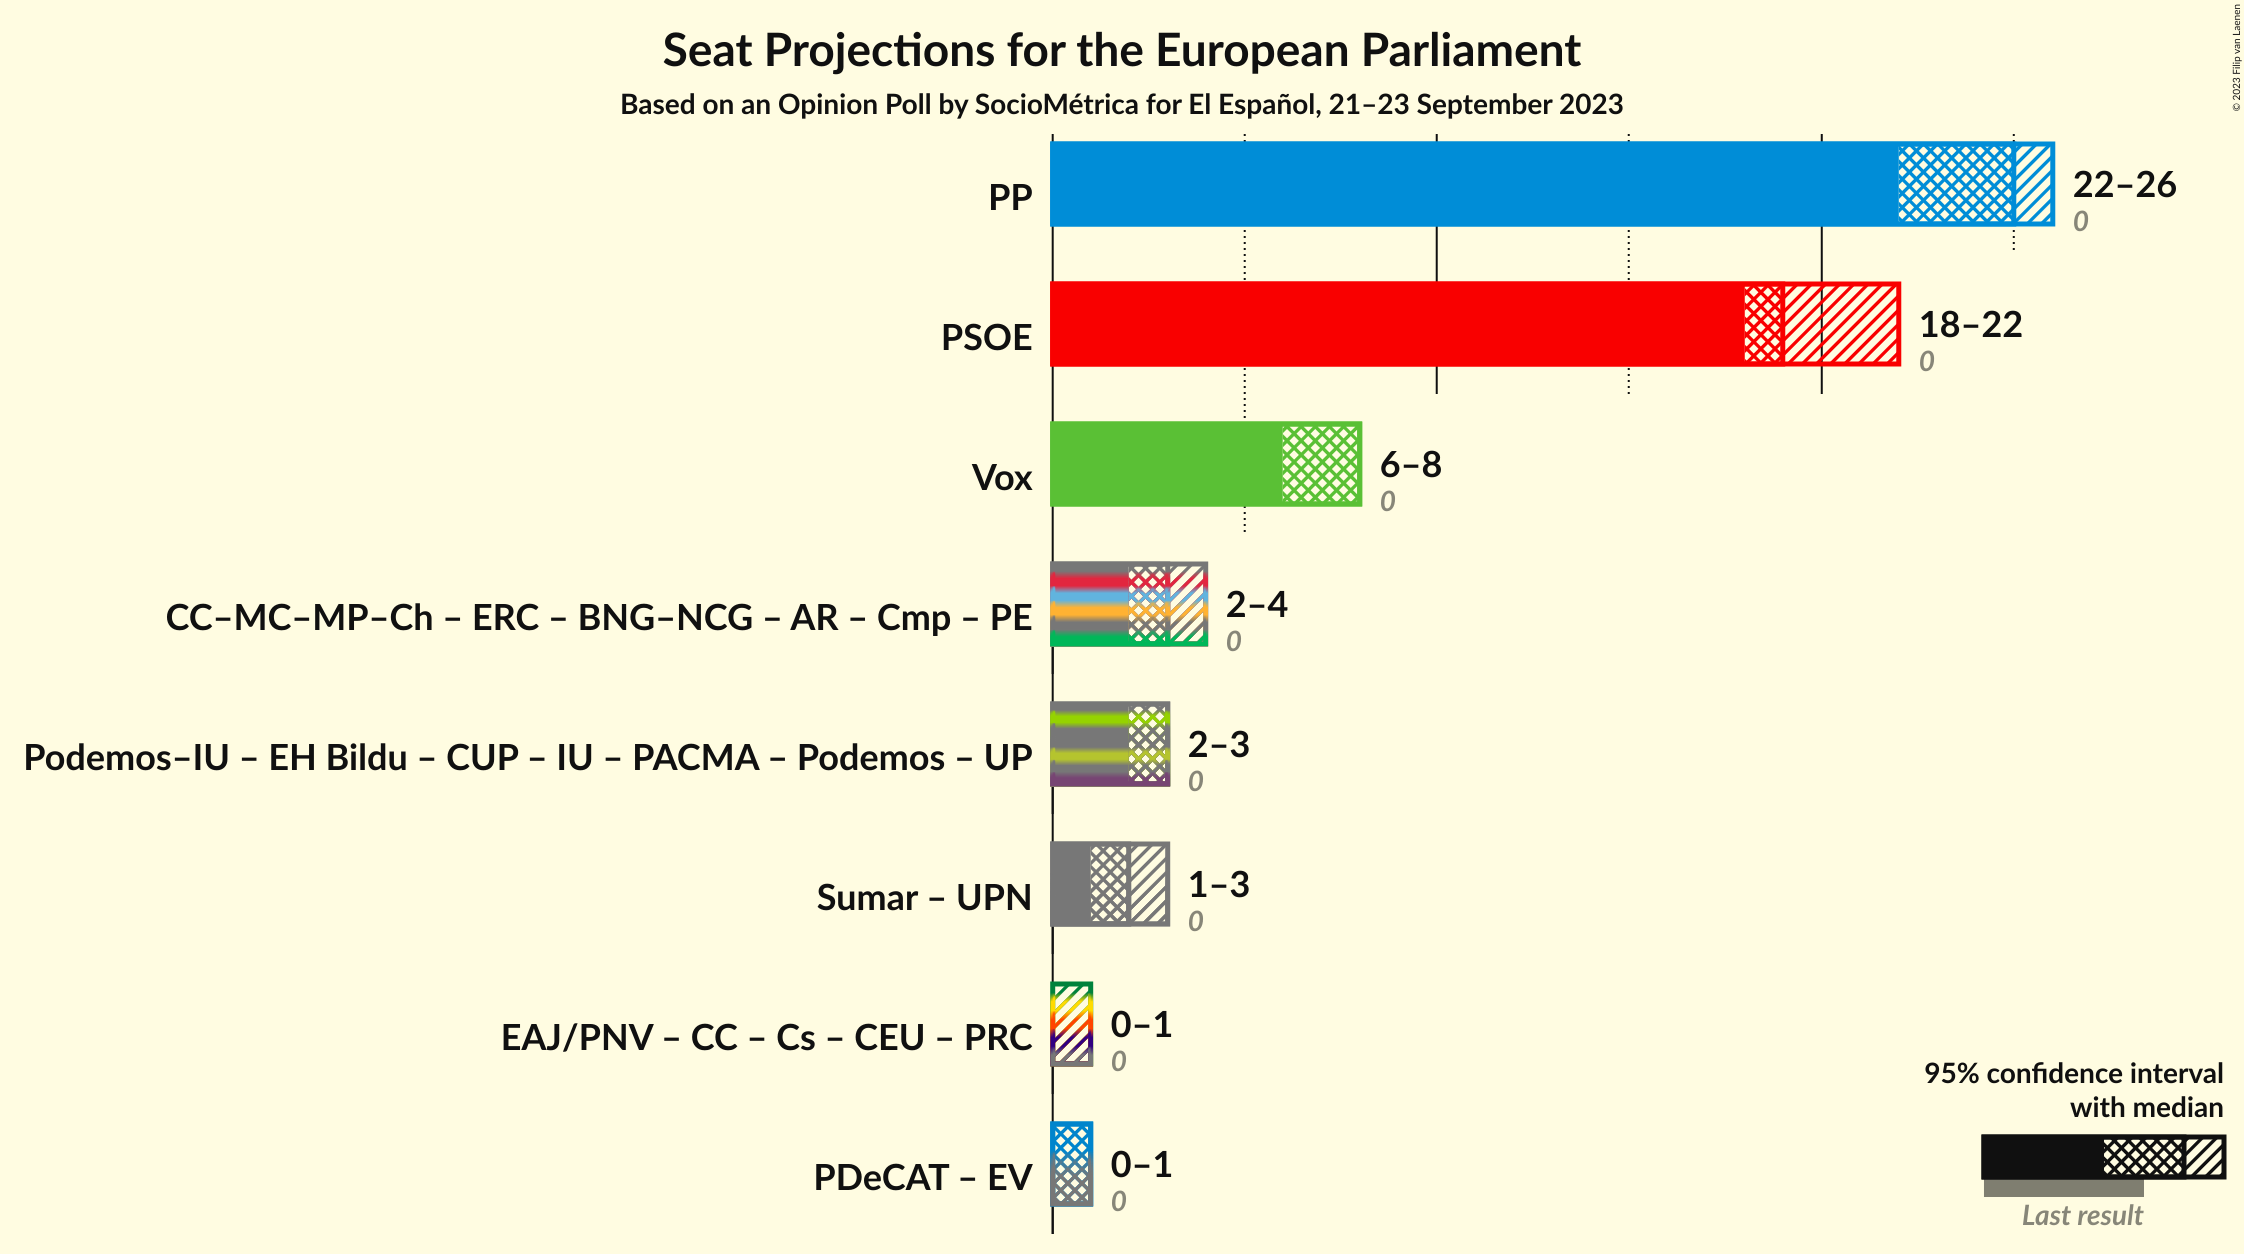 Seat Projections for the European Parliament
Based on an Opinion Poll by SocioMétrica for El Español, 21–23 September 2023
© 2023 Filip van Laenen
PP
22–26
0
PSOE
18–22
0
Vox
6–8
0
CC–MC–MP–Ch – ERC – BNG–NCG – AR – Cmp – PE
2–4
0
Podemos–IU – EH Bildu – CUP – IU – PACMA – Podemos – UP
2–3
0
Sumar – UPN
1–3
0
EAJ/PNV – CC – Cs – CEU – PRC
0–1
0
PDeCAT – EV
0–1
0
95% confidence interval
with median
Last result